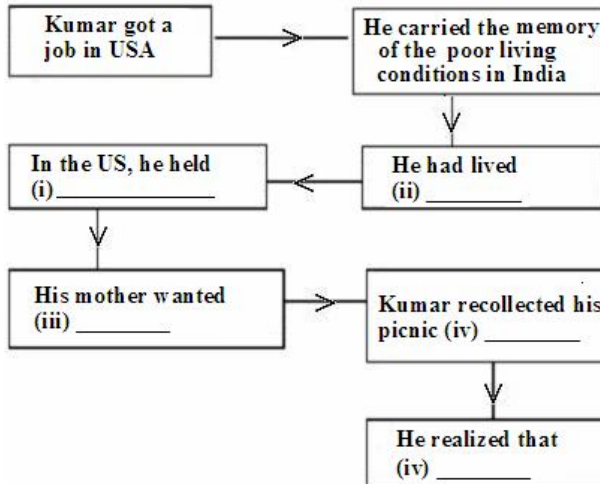 Kumar got a
job in USA
He carried the memory
of the poor living
conditions in India
He had lived
(ii) ________
In the US, he held
(i) ______________
His mother wanted
(iii) ________
Kumar recollected his
picnic (iv) ________
He realized that
(iv) ________